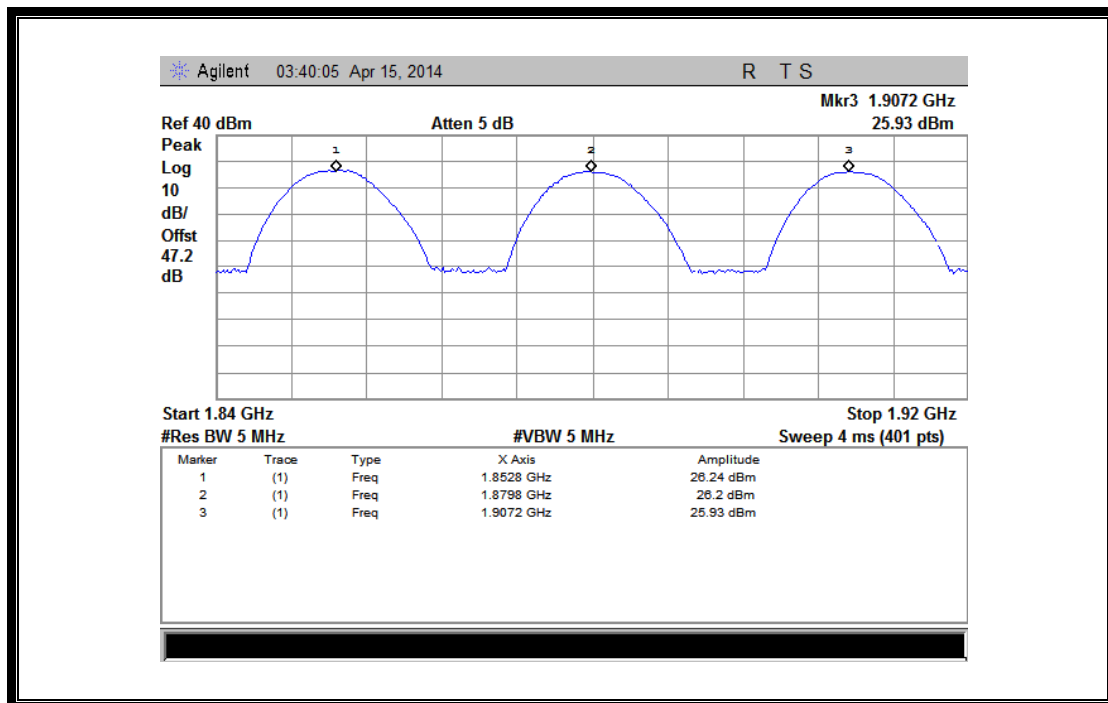 Agilent 03:40:05 Apr 15, 2014 R T S
Mkr3 1.9072 GHz
Ref 40 dBm Atten 5 dB 25.93 dBm
Peak
Log
10
dB/
Offst
47.2
dB
1 2 3
Start 1.84 GHz Stop 1.92 GHz
#Res BW 5 MHz #VBW 5 MHz Sweep 4 ms (401 pts)
Marker Trace Type X Axis Amplitude
1 (1) Freq 1.8528 GHz 26.24 dBm
2 (1) Freq 1.8798 GHz 26.2 dBm
3 (1) Freq 1.9072 GHz 25.93 dBm